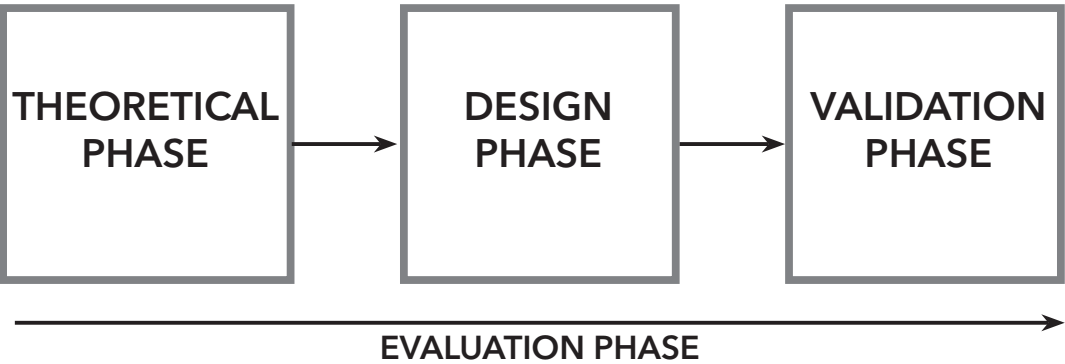 THEORETICAL
PHASE
DESIGN
PHASE
VALIDATION
PHASE
EVALUATION PHASE